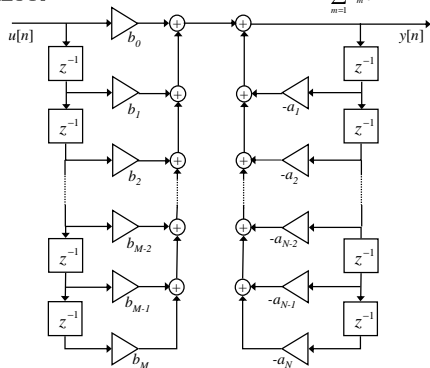 m=1 m
u[n] b0 + + y[n]
z⁻¹ z⁻¹
b1 + + -a1
z⁻¹ z⁻¹
b2 + + -a2
bM-2 + + -aN-2
z⁻¹ z⁻¹
bM-1 + + -aN-1
z⁻¹ z⁻¹
bM -aN